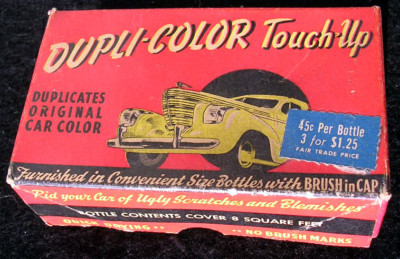 DUPLI-COLOR Touch-Up
DUPLICATES
ORIGINAL
CAR COLOR
45c Per Bottle
3 for $1.25
FAIR TRADE PRICE
Furnished in Convenient Size Bottles with BRUSH in CAP
Rid your Car of Ugly Scratches and Blemishes
BOTTLE CONTENTS COVER 8 SQUARE FEET
QUICK DRYING ** ** NO BRUSH MARKS